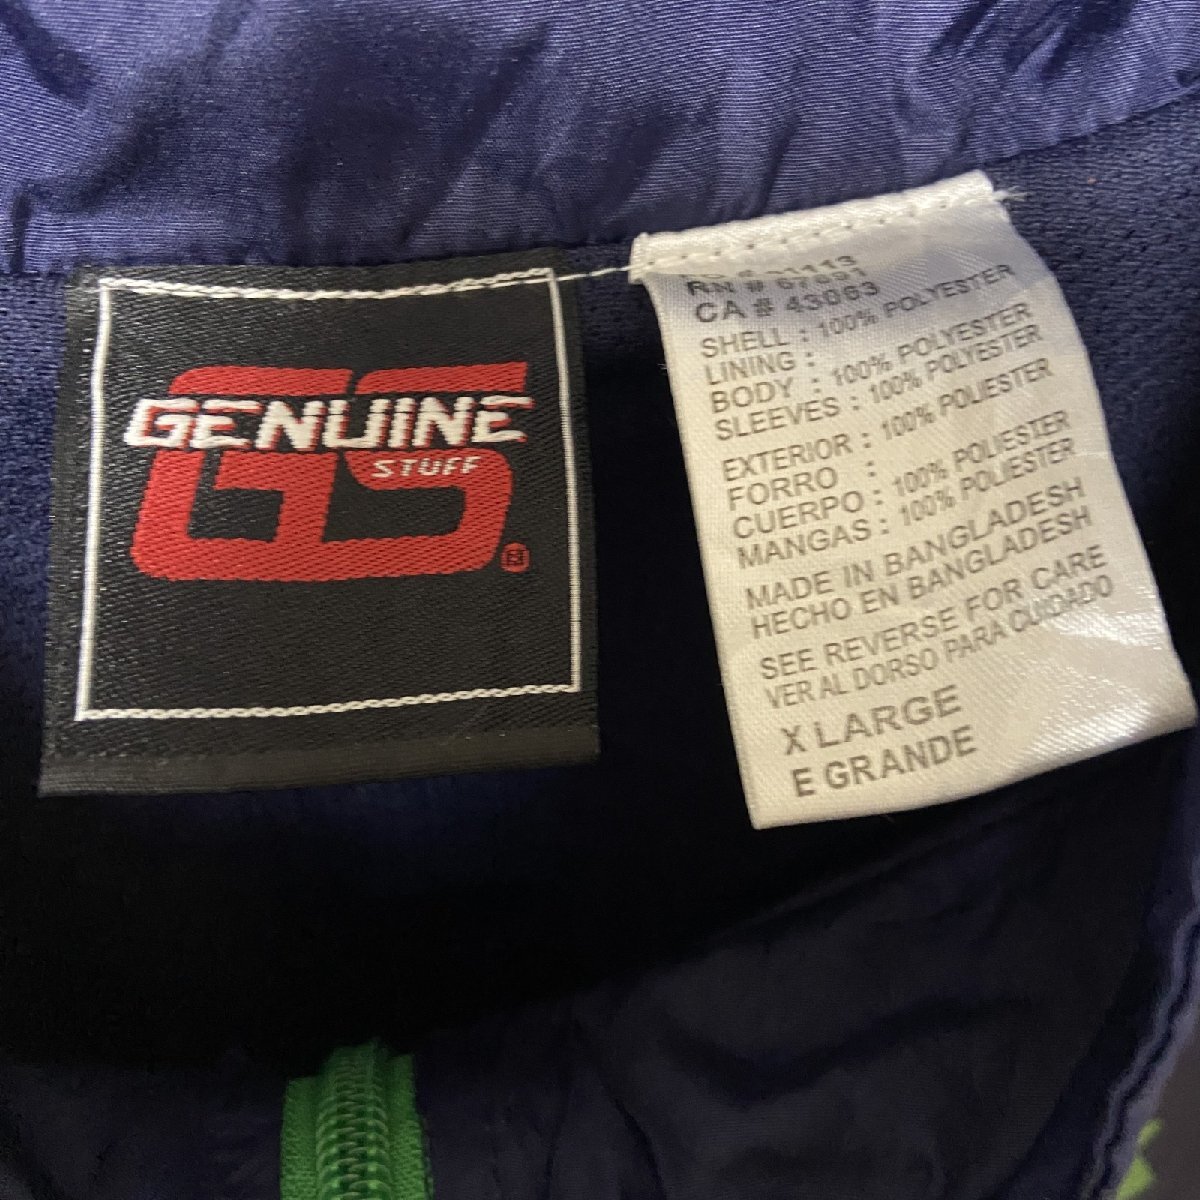 GS
GENUINE
STUFF
CA # 43063
SHELL : 100% POLYESTER
LINING :
BODY : 100% POLYESTER
SLEEVES : 100% POLYESTER
EXTERIOR : 100% POLIESTER
FORRO :
CUERPO : 100% POLIESTER
MANGAS : 100% POLIESTER
MADE IN BANGLADESH
HECHO EN BANGLADESH
SEE REVERSE FOR CARE
VER AL DORSO PARA CUIDADO
X LARGE
E GRANDE